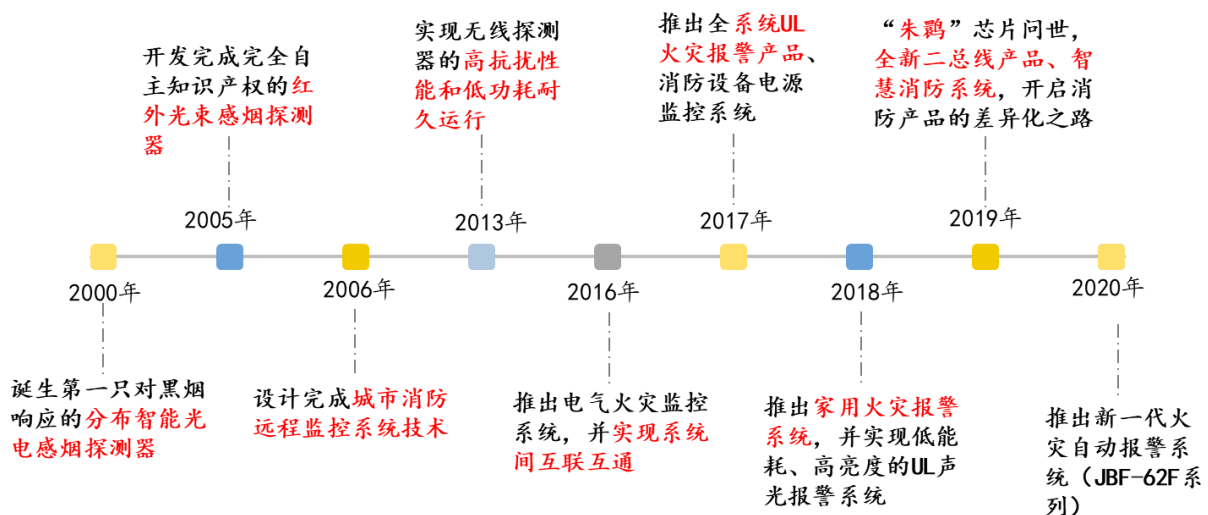 开发完成完全自
主知识产权的红
外光束感烟探测
器
实现无线探测
器的高抗扰性
能和低功耗耐
久运行
推出全系统UL
火灾报警产品、
消防设备电源
监控系统
“朱鹮”芯片问世，
全新二总线产品、智
慧消防系统，开启消
防产品的差异化之路
2005年
2013年
2017年
2019年
2000年
2006年
2016年
2018年
2020年
诞生第一只对黑烟
响应的分布智能光
电感烟探测器
设计完成城市消防
远程监控系统技术
推出电气火灾监控
系统，并实现系统
间互联互通
推出家用火灾报警
系统，并实现低能
耗、高亮度的UL声
光报警系统
推出新一代火
灾自动报警系
统（JBF-62F系
列）